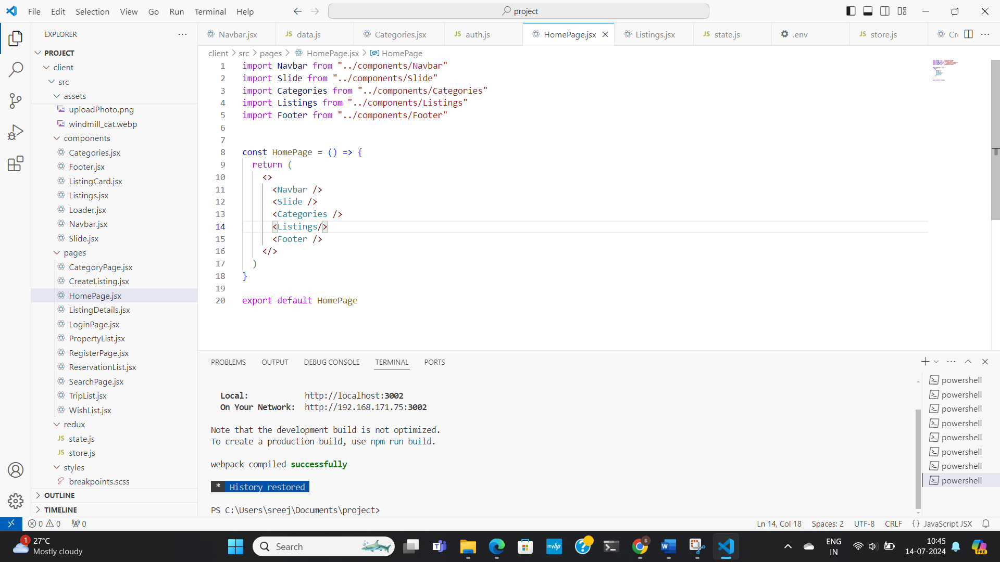 File Edit Selection View Go Run Terminal Help
project
EXPLORER
PROJECT
client
src
assets
uploadPhoto.png
windmill_cat.webp
components
Categories.jsx
Footer.jsx
ListingCard.jsx
Listings.jsx
Loader.jsx
Navbar.jsx
Slide.jsx
pages
CategoryPage.jsx
CreateListing.jsx
HomePage.jsx
ListingDetails.jsx
LoginPage.jsx
PropertyList.jsx
RegisterPage.jsx
ReservationList.jsx
SearchPage.jsx
TripList.jsx
WishList.jsx
redux
JS state.js
JS store.js
styles
breakpoints.scss
OUTLINE
TIMELINE
Navbar.jsx JS data.js Categories.jsx JS auth.js HomePage.jsx Listings.jsx JS state.js .env JS store.js Cr
client > src > pages > HomePage.jsx > HomePage
1 import Navbar from "../components/Navbar"
2 import Slide from "../components/Slide"
3 import Categories from "../components/Categories"
4 import Listings from "../components/Listings"
5 import Footer from "../components/Footer"
6
7
8 const HomePage = () => {
9 return (
10 <>
11 <Navbar />
12 <Slide />
13 <Categories />
14 <Listings/>
15 <Footer />
16 </>
17 )
18 }
19
20 export default HomePage
PROBLEMS OUTPUT DEBUG CONSOLE TERMINAL PORTS
Local: http://localhost:3002
On Your Network: http://192.168.171.75:3002
Note that the development build is not optimized.
To create a production build, use npm run build.
webpack compiled successfully
* History restored
PS C:\Users\sreej\Documents\project>
powershell
powershell
powershell
powershell
powershell
powershell
powershell
powershell
0 0 0
Ln 14, Col 18 Spaces: 2 UTF-8 CRLF {} JavaScript JSX
1 27°C
Mostly cloudy
Search
T
myhp
?
S
W
PRE
ENG
IN
10:45
14-07-2024